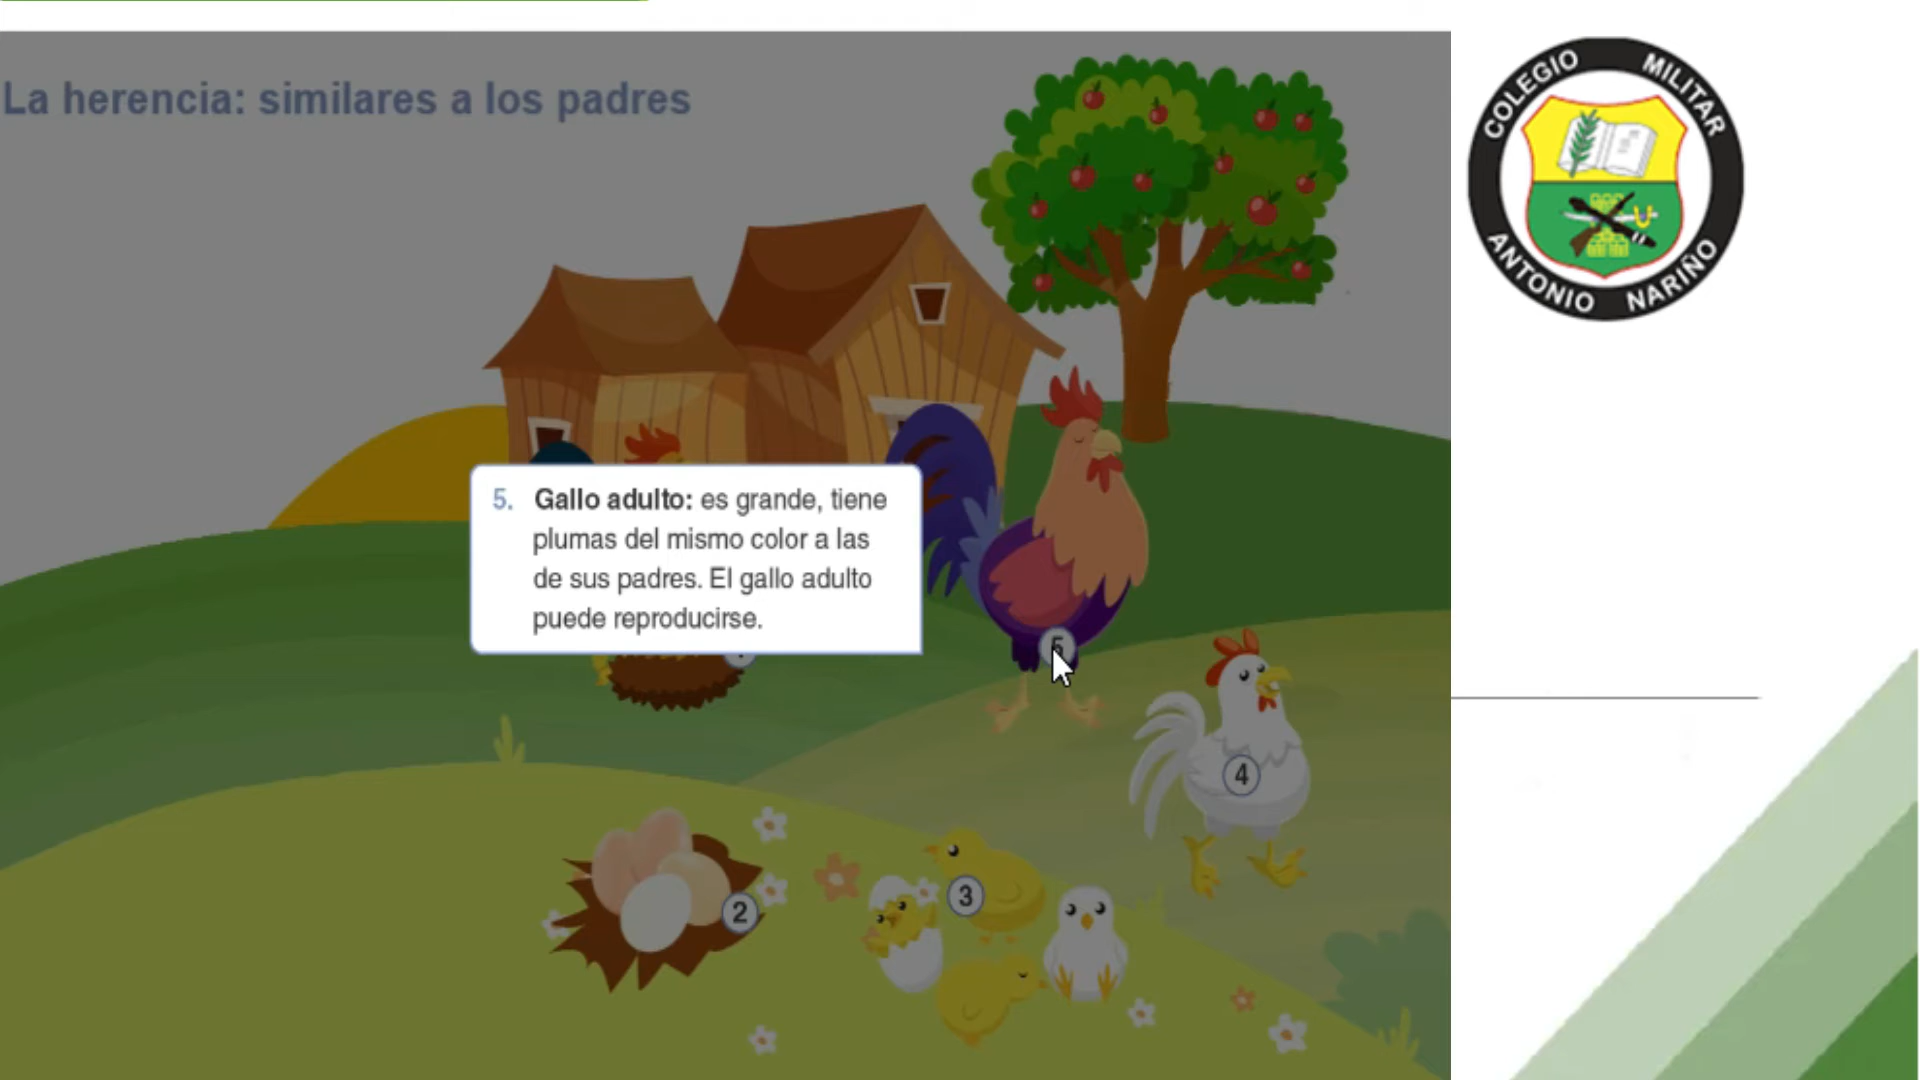 La herencia: similares a los padres
COLEGIO MILITAR
ANTONIO NARIÑO
5. Gallo adulto: es grande, tiene
plumas del mismo color a las
de sus padres. El gallo adulto
puede reproducirse.
5
4
3
2